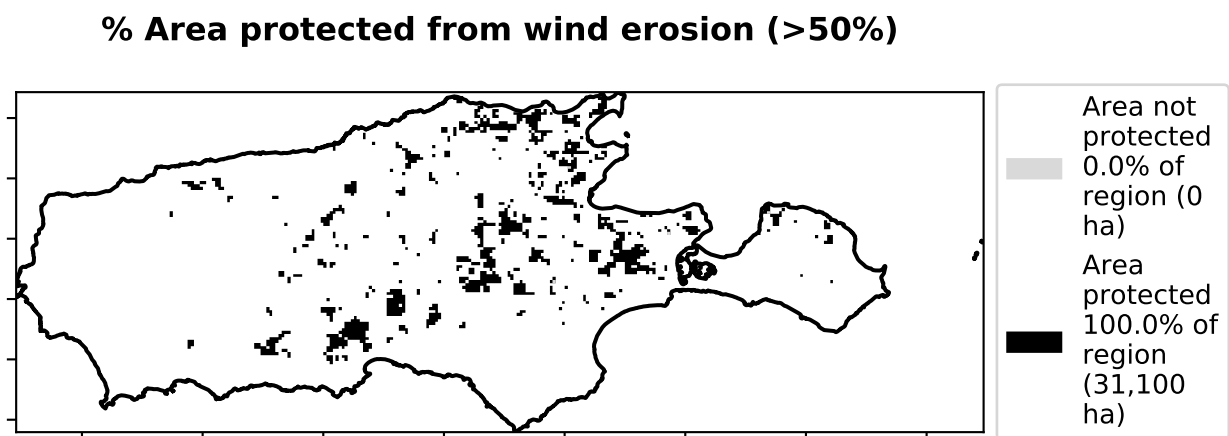 % Area protected from wind erosion (>50%)
Area not
protected
0.0% of
region (0
ha)
Area
protected
100.0% of
region
(31,100
ha)